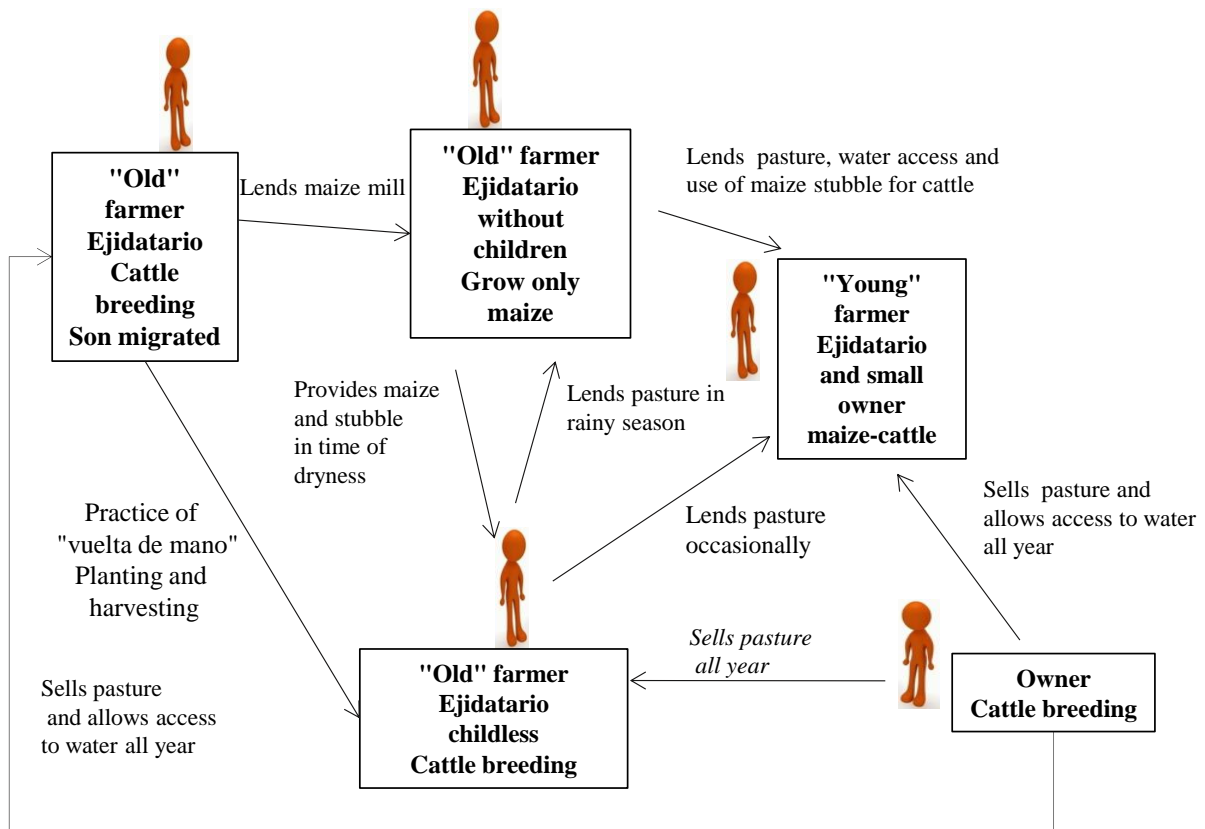 "Old"
farmer
Ejidatario
Cattle
breeding
Son migrated
Lends maize mill
"Old" farmer
Ejidatario
without
children
Grow only
maize
Lends pasture, water access and
use of maize stubble for cattle
"Young"
farmer
Ejidatario
and small
owner
maize-cattle
Provides maize
and stubble
in time of
dryness
Lends pasture in
rainy season
Practice of
"vuelta de mano"
Planting and
harvesting
Lends pasture
occasionally
Sells pasture and
allows access to water
all year
Sells pasture
and allows access
to water all year
"Old" farmer
Ejidatario
childless
Cattle breeding
Sells pasture
all year
Owner
Cattle breeding